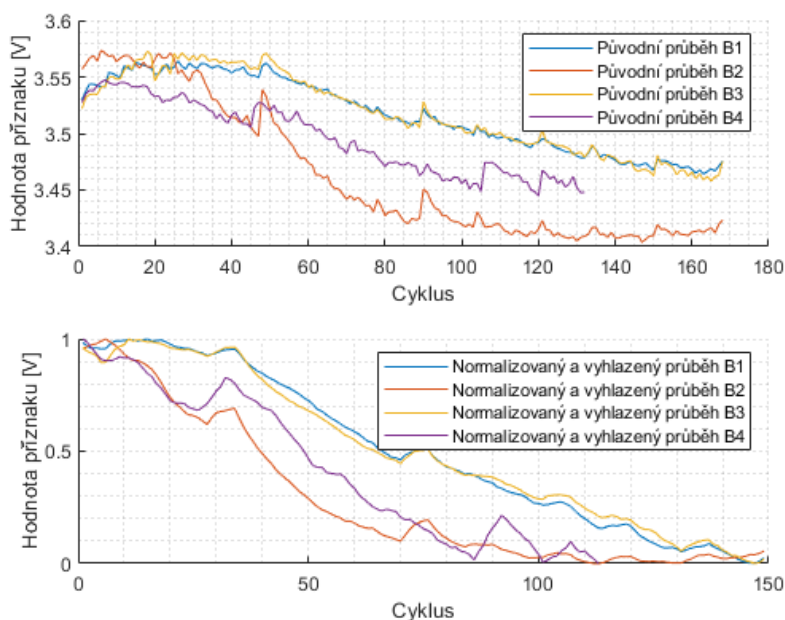 3.6
3.55
3.5
3.45
3.4
Hodnota příznaku [V]
0
20
40
60
80
100
120
140
160
180
Cyklus
Původní průběh B1
Původní průběh B2
Původní průběh B3
Původní průběh B4
1
0.5
0
Hodnota příznaku [V]
0
50
100
150
Cyklus
Normalizovaný a vyhlazený průběh B1
Normalizovaný a vyhlazený průběh B2
Normalizovaný a vyhlazený průběh B3
Normalizovaný a vyhlazený průběh B4